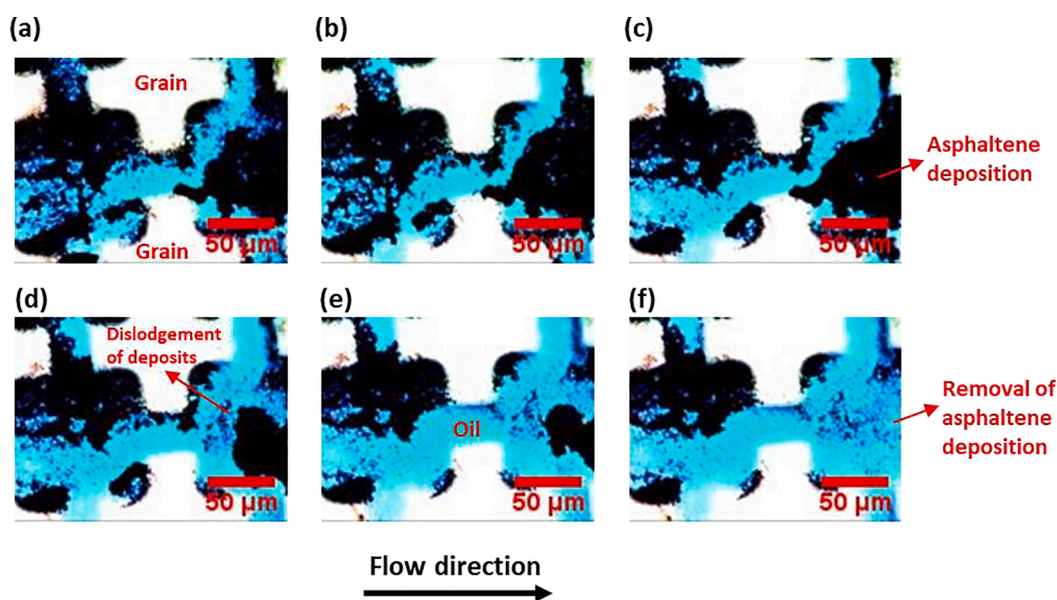 (a)
(b)
(c)
Grain
Grain
50 μm
50 μm
50 μm
Asphaltene
deposition
(d)
(e)
(f)
Dislodgement
of deposits
Oil
50 μm
50 μm
50 μm
Removal of
asphaltene
deposition
Flow direction